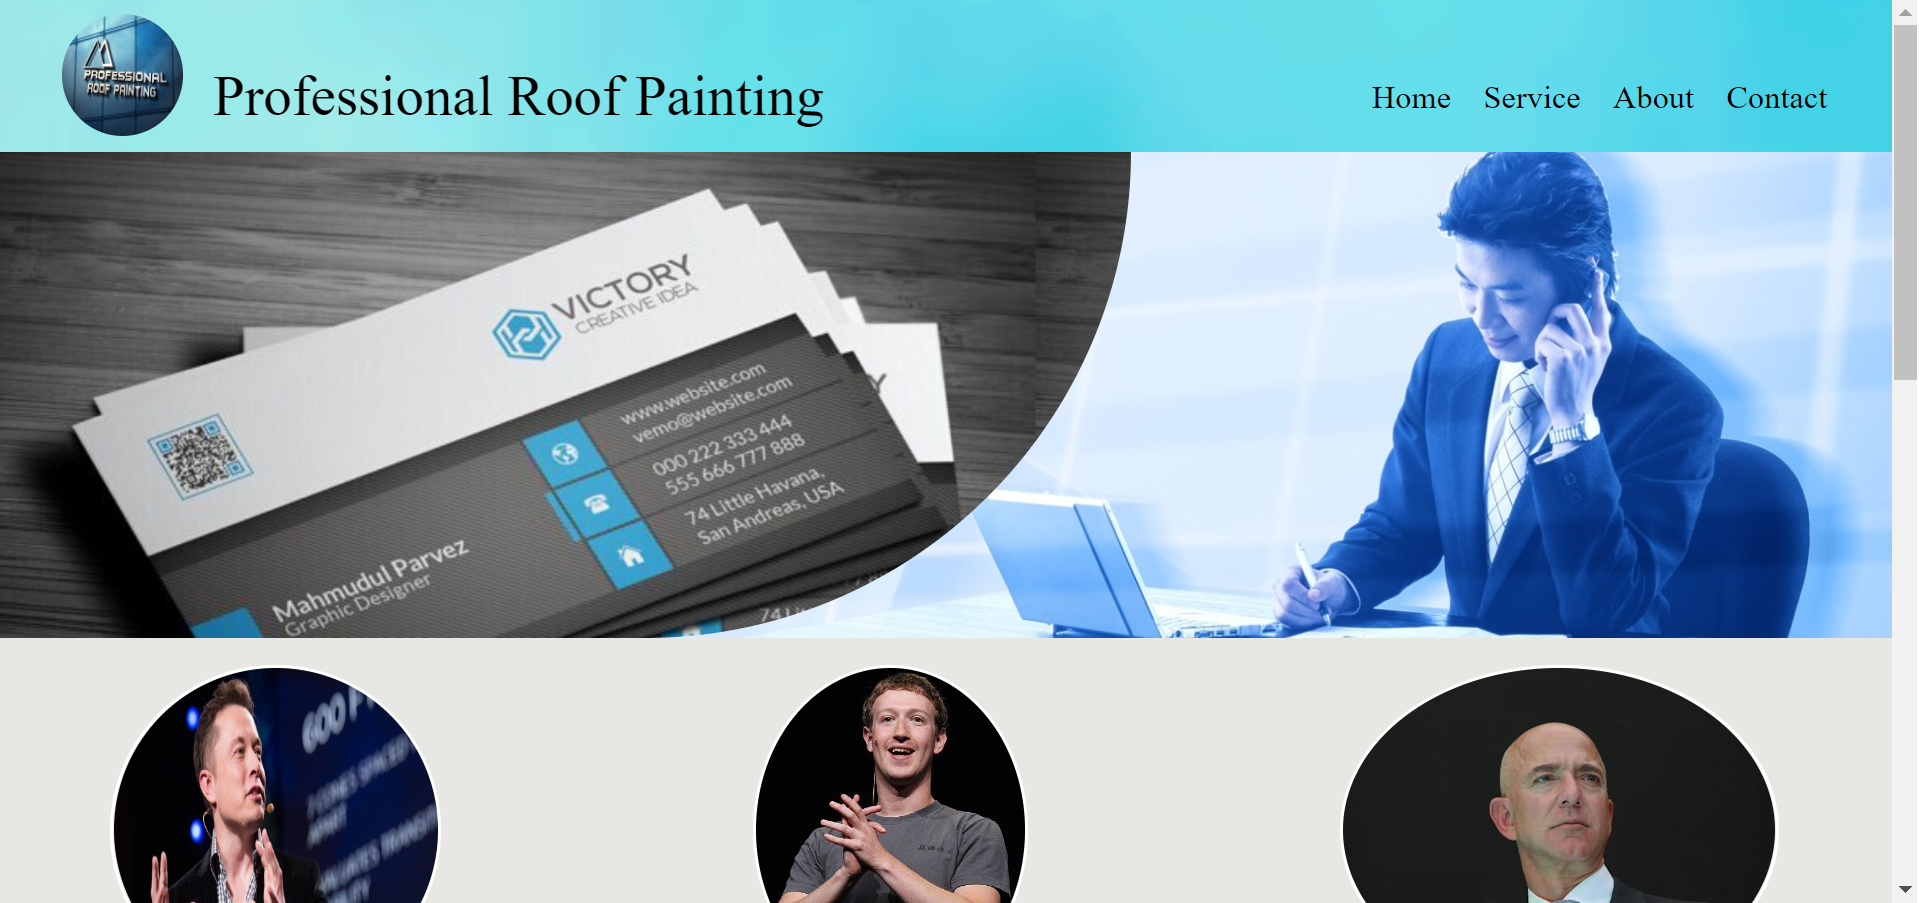 PROFESSIONAL
ROOF PAINTING
Professional Roof Painting
Home Service About Contact
VICTORY
CREATIVE IDEA
www.website.com
vemo@website.com
000 222 333 444
555 666 777 888
74 Little Havana,
San Andreas, USA
Mahmudul Parvez
Graphic Designer
Y
600 F